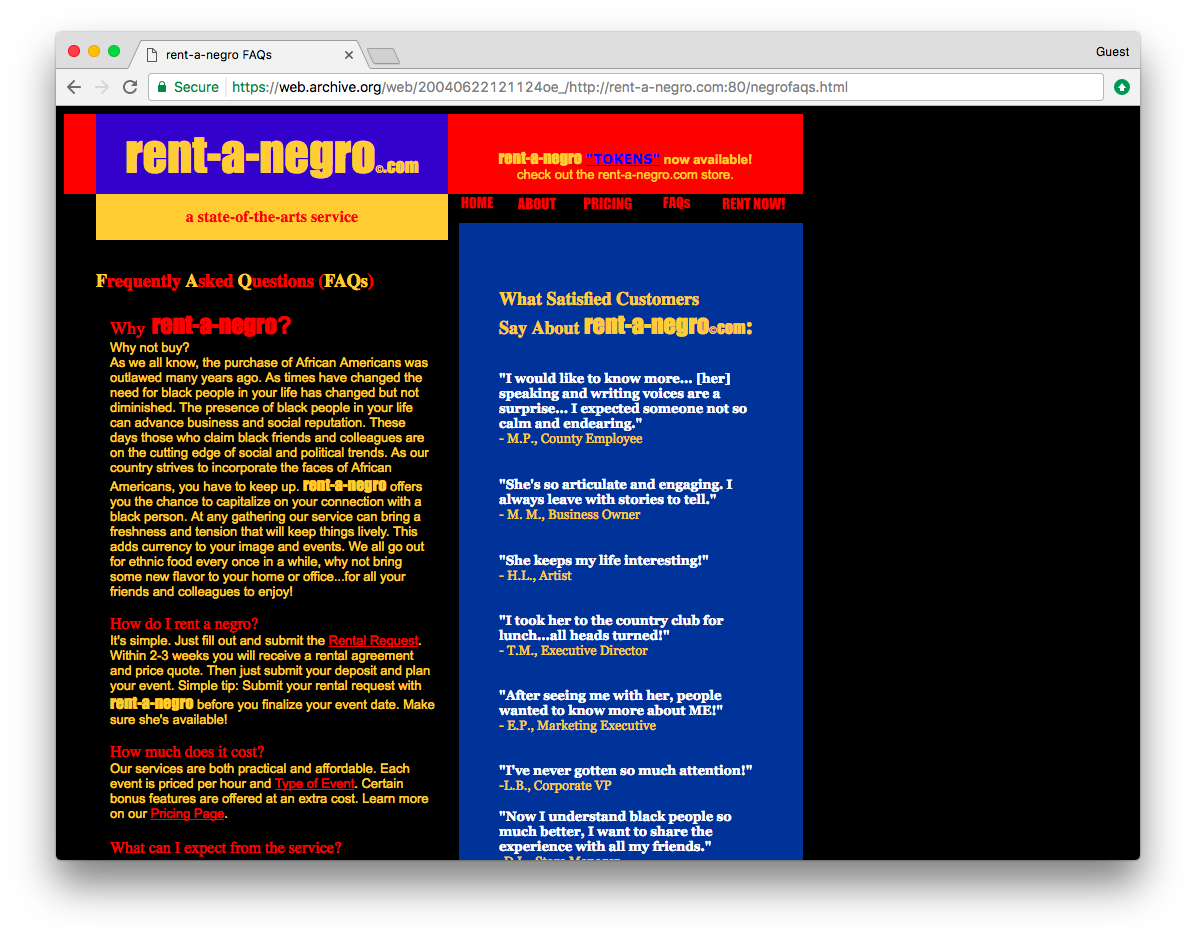 rent-a-negro FAQs
Guest
Secure
https://web.archive.org/web/20040622121124oe_/http://rent-a-negro.com:80/negrofaqs.html
rent-a-negro©.com
a state-of-the-arts service
rent-a-negro "TOKENS" now available!
check out the rent-a-negro.com store.
HOME ABOUT PRICING FAQs RENT NOW!
Frequently Asked Questions (FAQs)
Why rent-a-negro?
Why not buy?
As we all know, the purchase of African Americans was
outlawed many years ago. As times have changed the
need for black people in your life has changed but not
diminished. The presence of black people in your life
can advance business and social reputation. These
days those who claim black friends and colleagues are
on the cutting edge of social and political trends. As our
country strives to incorporate the faces of African
Americans, you have to keep up. rent-a-negro offers
you the chance to capitalize on your connection with a
black person. At any gathering our service can bring a
freshness and tension that will keep things lively. This
adds currency to your image and events. We all go out
for ethnic food every once in a while, why not bring
some new flavor to your home or office...for all your
friends and colleagues to enjoy!
How do I rent a negro?
It's simple. Just fill out and submit the Rental Request.
Within 2-3 weeks you will receive a rental agreement
and price quote. Then just submit your deposit and plan
your event. Simple tip: Submit your rental request with
rent-a-negro before you finalize your event date. Make
sure she's available!
How much does it cost?
Our services are both practical and affordable. Each
event is priced per hour and Type of Event. Certain
bonus features are offered at an extra cost. Learn more
on our Pricing Page.
What can I expect from the service?
What Satisfied Customers
Say About rent-a-negro©.com:
"I would like to know more... [her]
speaking and writing voices are a
surprise... I expected someone not so
calm and endearing."
- M.P., County Employee
"She's so articulate and engaging. I
always leave with stories to tell."
- M. M., Business Owner
"She keeps my life interesting!"
- H.L., Artist
"I took her to the country club for
lunch...all heads turned!"
- T.M., Executive Director
"After seeing me with her, people
wanted to know more about ME!"
- E.P., Marketing Executive
"I've never gotten so much attention!"
-L.B., Corporate VP
"Now I understand black people so
much better, I want to share the
experience with all my friends."